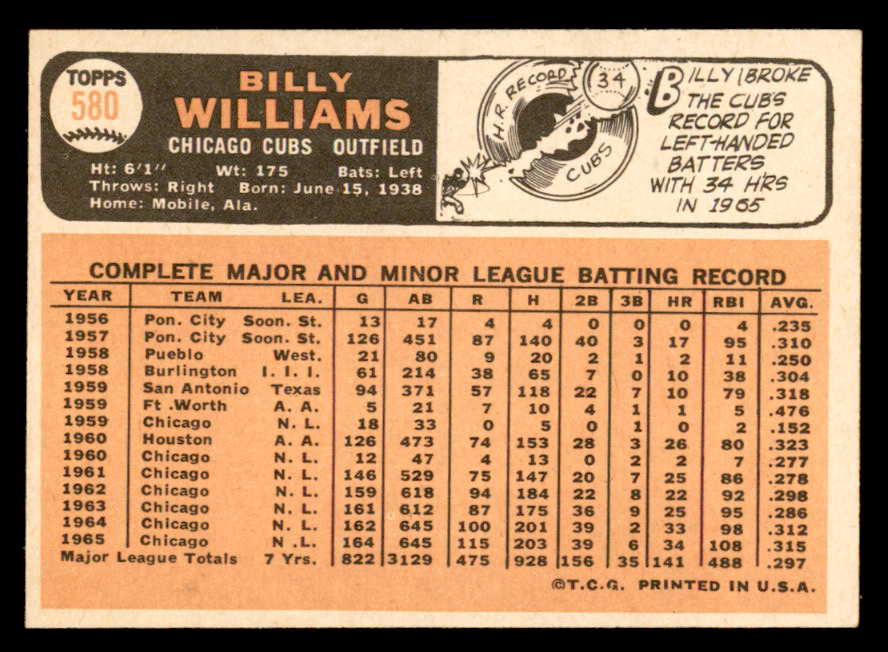 TOPPS
580
BILLY
WILLIAMS
CHICAGO CUBS OUTFIELD
Ht: 6'1" Wt: 175 Bats: Left
Throws: Right Born: June 15, 1938
Home: Mobile, Ala.
H.R. RECORD
34
CUBS
BILLY BROKE
THE CUBS
RECORD FOR
LEFT-HANDED
BATTERS
WITH 34 HRS
IN 1965
COMPLETE MAJOR AND MINOR LEAGUE BATTING RECORD
YEAR TEAM LEA. G AB R H 2B 3B HR RBI AVG.
1956 Pon. City Soon. St. 13 17 4 4 0 0 0 4 .235
1957 Pon. City Soon. St. 126 451 87 140 40 3 17 95 .310
1958 Pueblo West. 21 80 9 20 2 1 2 11 .250
1958 Burlington I. I. I. 61 214 38 65 7 0 10 38 .304
1959 San Antonio Texas 94 371 57 118 22 7 10 79 .318
1959 Ft .Worth A. A. 5 21 7 10 4 1 1 5 .476
1959 Chicago N. L. 18 33 0 5 0 1 0 2 .152
1960 Houston A. A. 126 473 74 153 28 3 26 80 .323
1960 Chicago N. L. 12 47 4 13 0 2 2 7 .277
1961 Chicago N. L. 146 529 75 147 20 7 25 86 .278
1962 Chicago N. L. 159 618 94 184 22 8 22 92 .298
1963 Chicago N. L. 161 612 87 175 36 9 25 95 .286
1964 Chicago N. L. 162 645 100 201 39 2 33 98 .312
1965 Chicago N .L. 164 645 115 203 39 6 34 108 .315
Major League Totals 7 Yrs. 822 3129 475 928 156 35 141 488 .297
©T.C.G. PRINTED IN U.S.A.